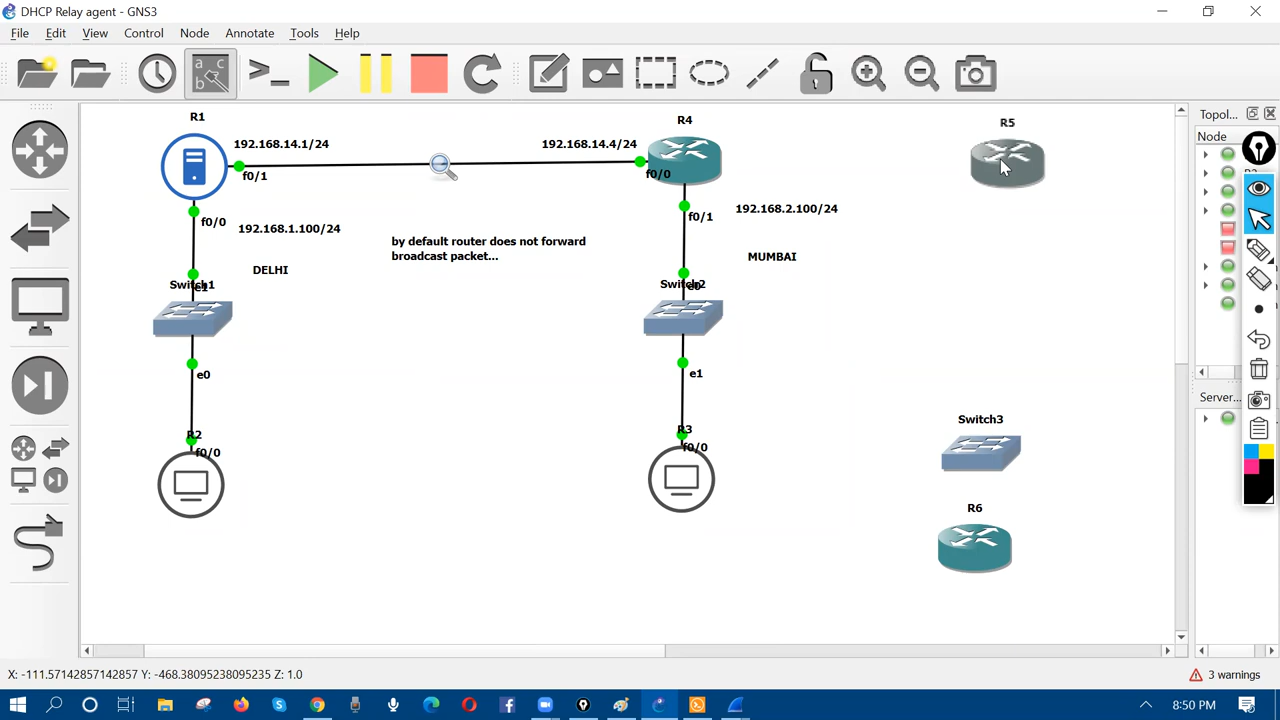 DHCP Relay agent - GNS3
File Edit View Control Node Annotate Tools Help
R1
192.168.14.1/24
f0/1
192.168.14.4/24
R4
f0/0
R5
f0/0
192.168.1.100/24
f0/1
192.168.2.100/24
by default router does not forward
broadcast packet...
DELHI
MUMBAI
Switch1
e1
Switch2
e0
e0
e1
R2
f0/0
R3
f0/0
Switch3
R6
Topol...
Node
Server...
X: -111.57142857142857 Y: -468.38095238095235 Z: 1.0
3 warnings
8:50 PM